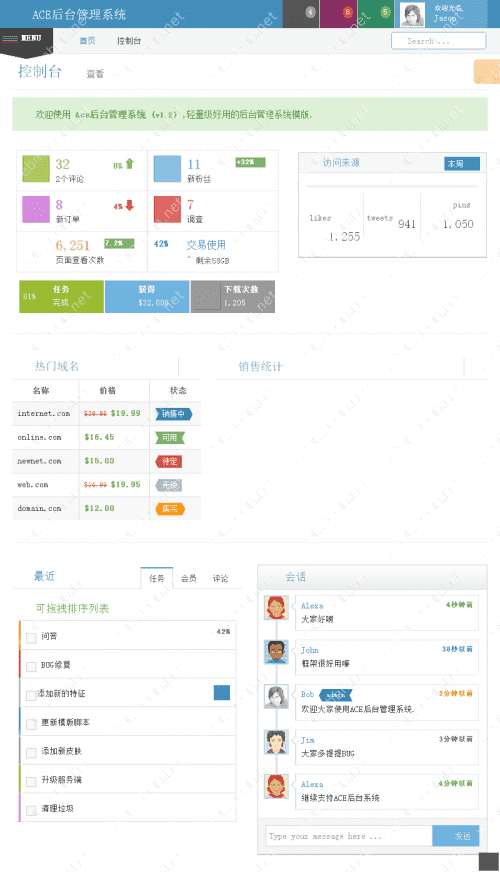 ACE后台管理系统
4
8
5
欢迎光临,
Jason
MENU
首页
控制台
Search ...
控制台
查看
欢迎使用 Ace后台管理系统 (v1.2) ,轻量级好用的后台管理系统模版.
32
2个评论
8%
11
新粉丝
+32%
8
新订单
4%
7
调查
6,251
页面查看次数
7.2%
42%
交易使用
~ 剩余58GB
61%
任务
完成
获得
$32,000
下载次数
1,205
访问来源
本周
likes
1,255
tweets
941
pins
1,050
热门域名
销售统计
名称
价格
状态
internet.com
$19.99
销售中
online.com
$16.45
可用
newnet.com
$15.00
待定
web.com
$19.95
无货
domain.com
$12.00
售完
最近
任务
会员
评论
可拖拽排序列表
问答
42%
BUG修复
添加新的特征
更新模版脚本
添加新皮肤
升级服务端
清理垃圾
会话
Alexa
4秒钟前
大家好啊
John
38秒以前
框架很好用嘛
Bob
admin
2分钟以前
欢迎大家使用ACE后台管理系统.
Jim
3分钟以前
大家多提提BUG
Alexa
4分钟以前
继续支持ACE后台系统
Type your message here ...
发送